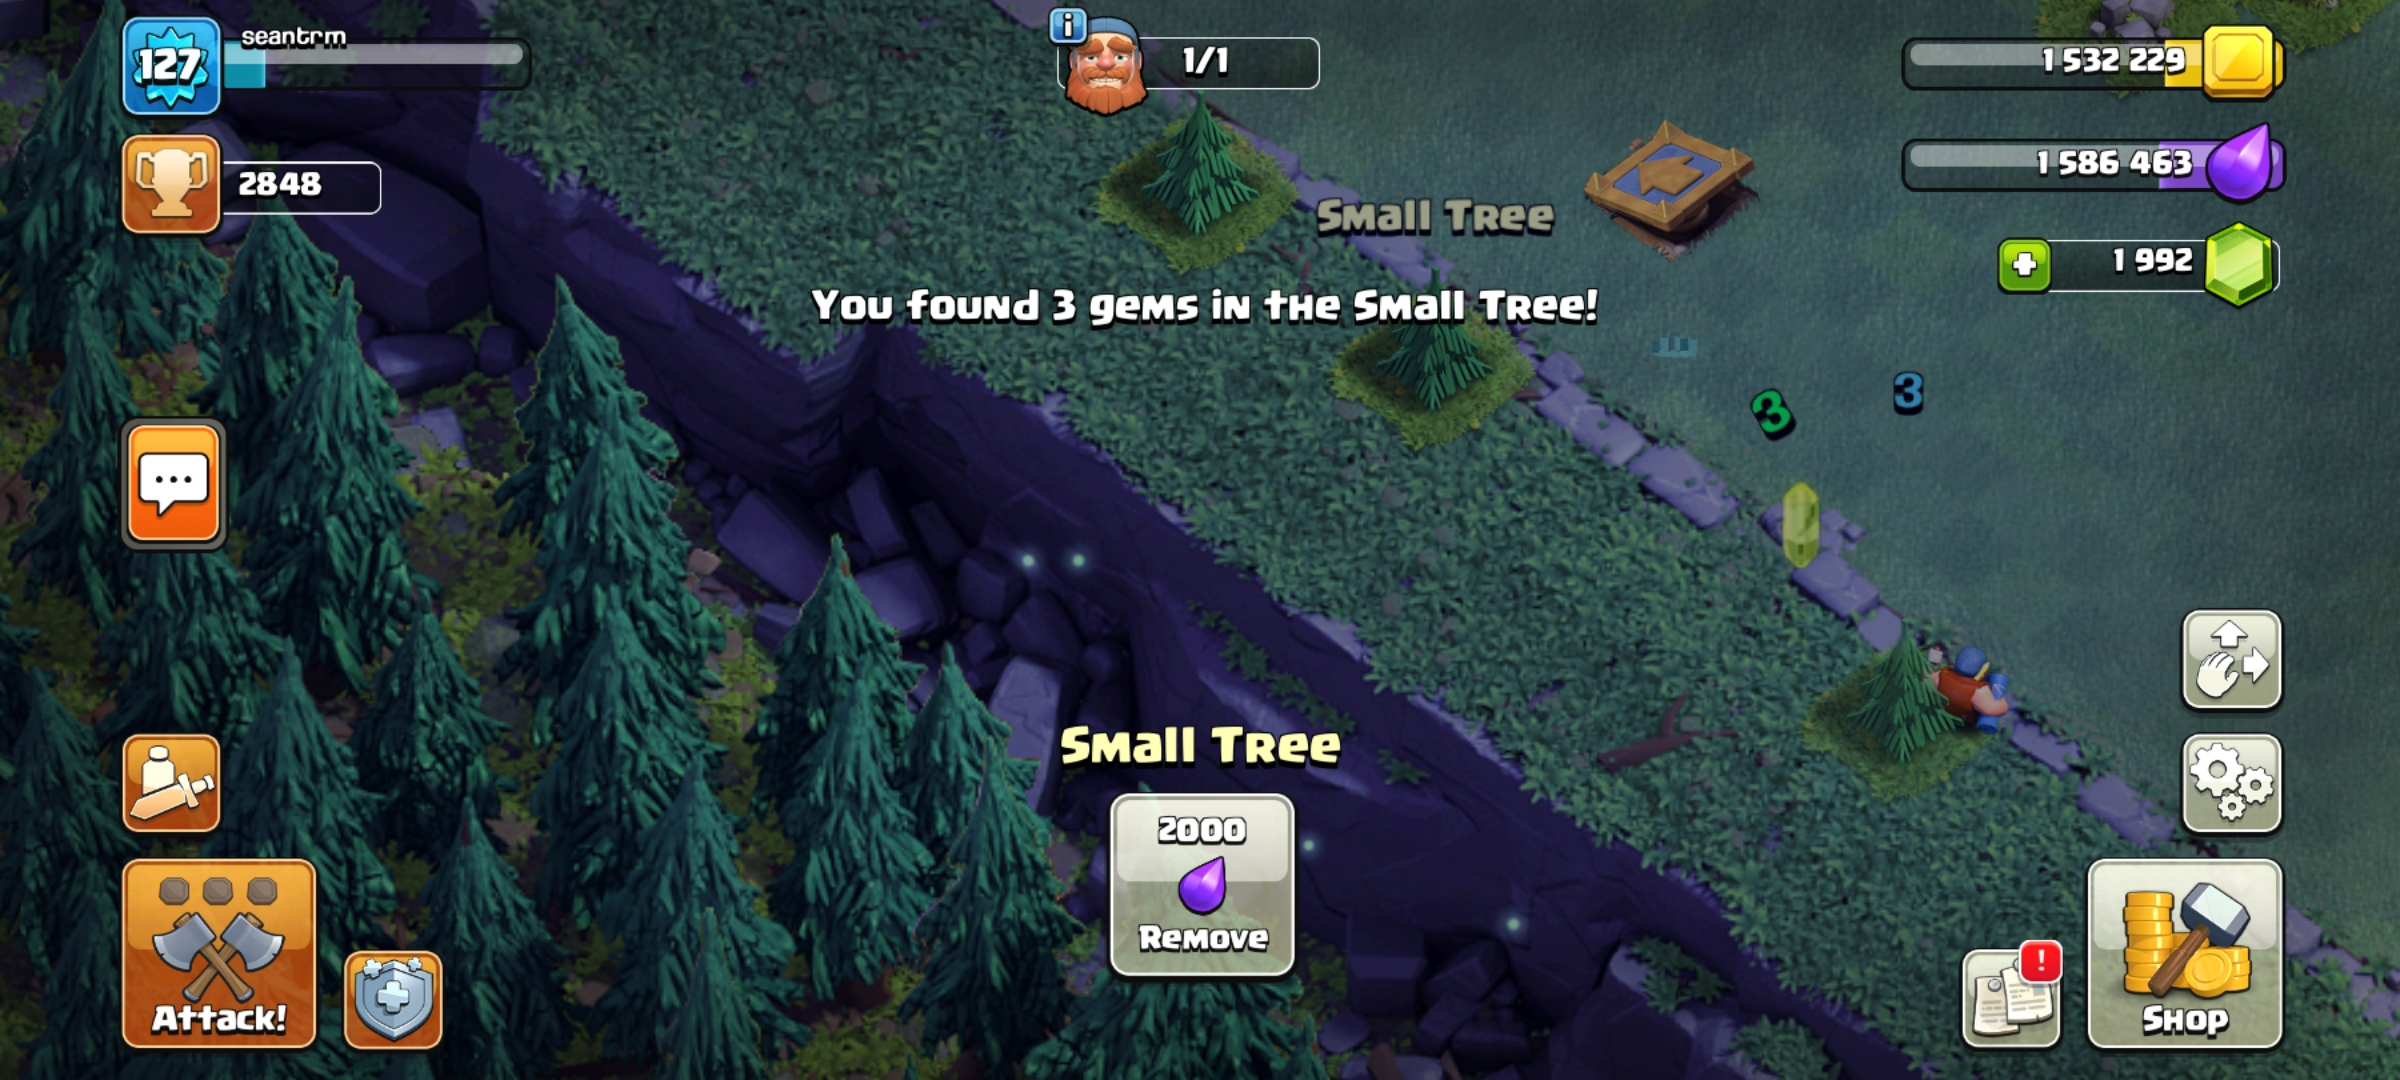 127
seantrm
1/1
1 532 229
2848
1 586 463
Small Tree
1 992
You found 3 gems in the Small Tree!
3
3
Small Tree
2000
Remove
Attack!
!
Shop